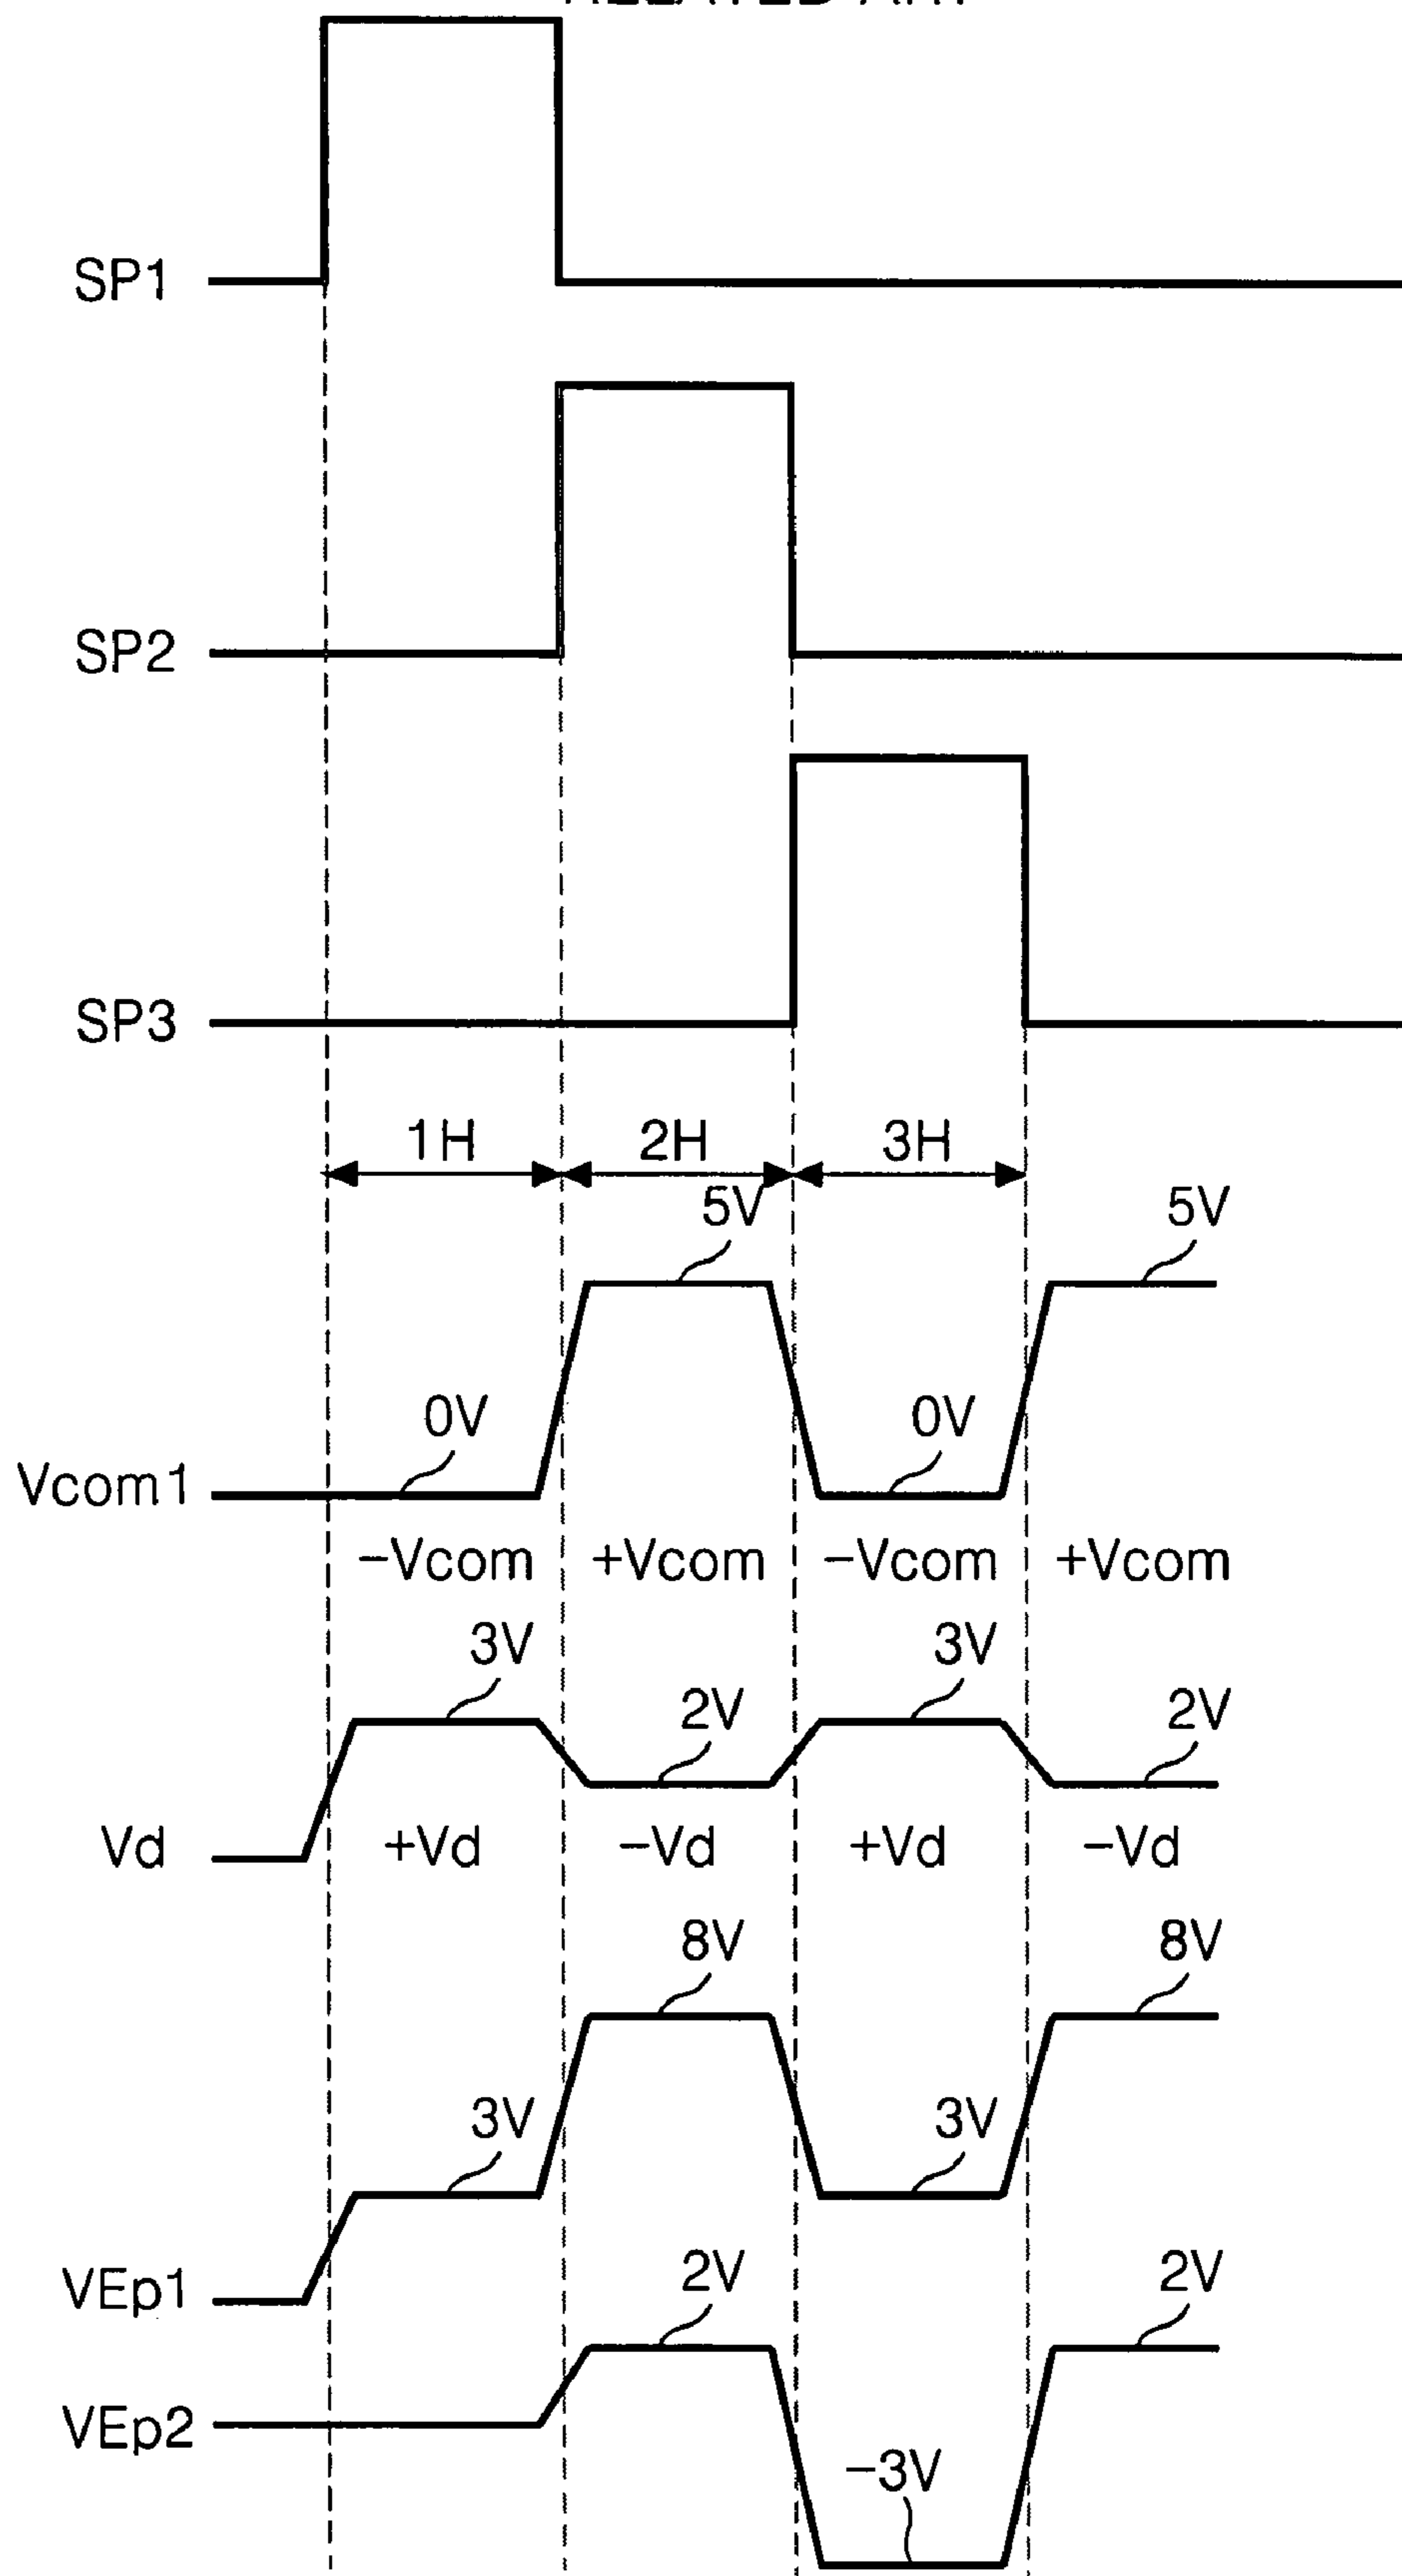 SP1
SP2
SP3
1H 2H 3H
5V 5V
0V 0V
Vcom1
−Vcom +Vcom −Vcom +Vcom
3V 3V
2V 2V
Vd +Vd −Vd +Vd −Vd
8V 8V
3V 3V
VEp1
2V 2V
VEp2
−3V